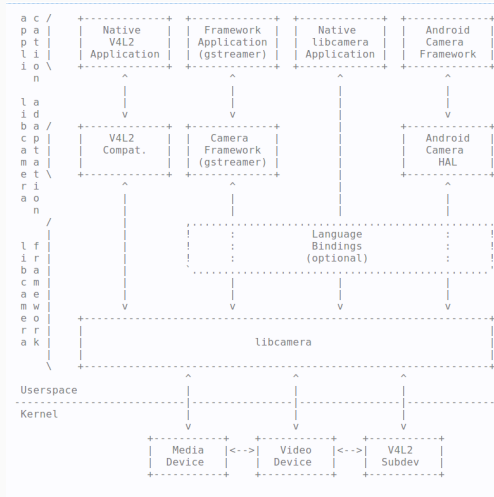 a c
p a Native Framework Native Android
p t V4L2 Application libcamera Camera
l i Application (gstreamer) Application Framework
i o
n
l a
i d
b a
c p V4L2 Camera Android
a t Compat. Framework Camera
m a (gstreamer) HAL
e t
r i
a o
n
Language
l f Bindings
i r (optional)
b a
c m
a e
m w
e o
r r
a k libcamera
Userspace
Kernel
Media <--> Video <--> V4L2
Device Device Subdev